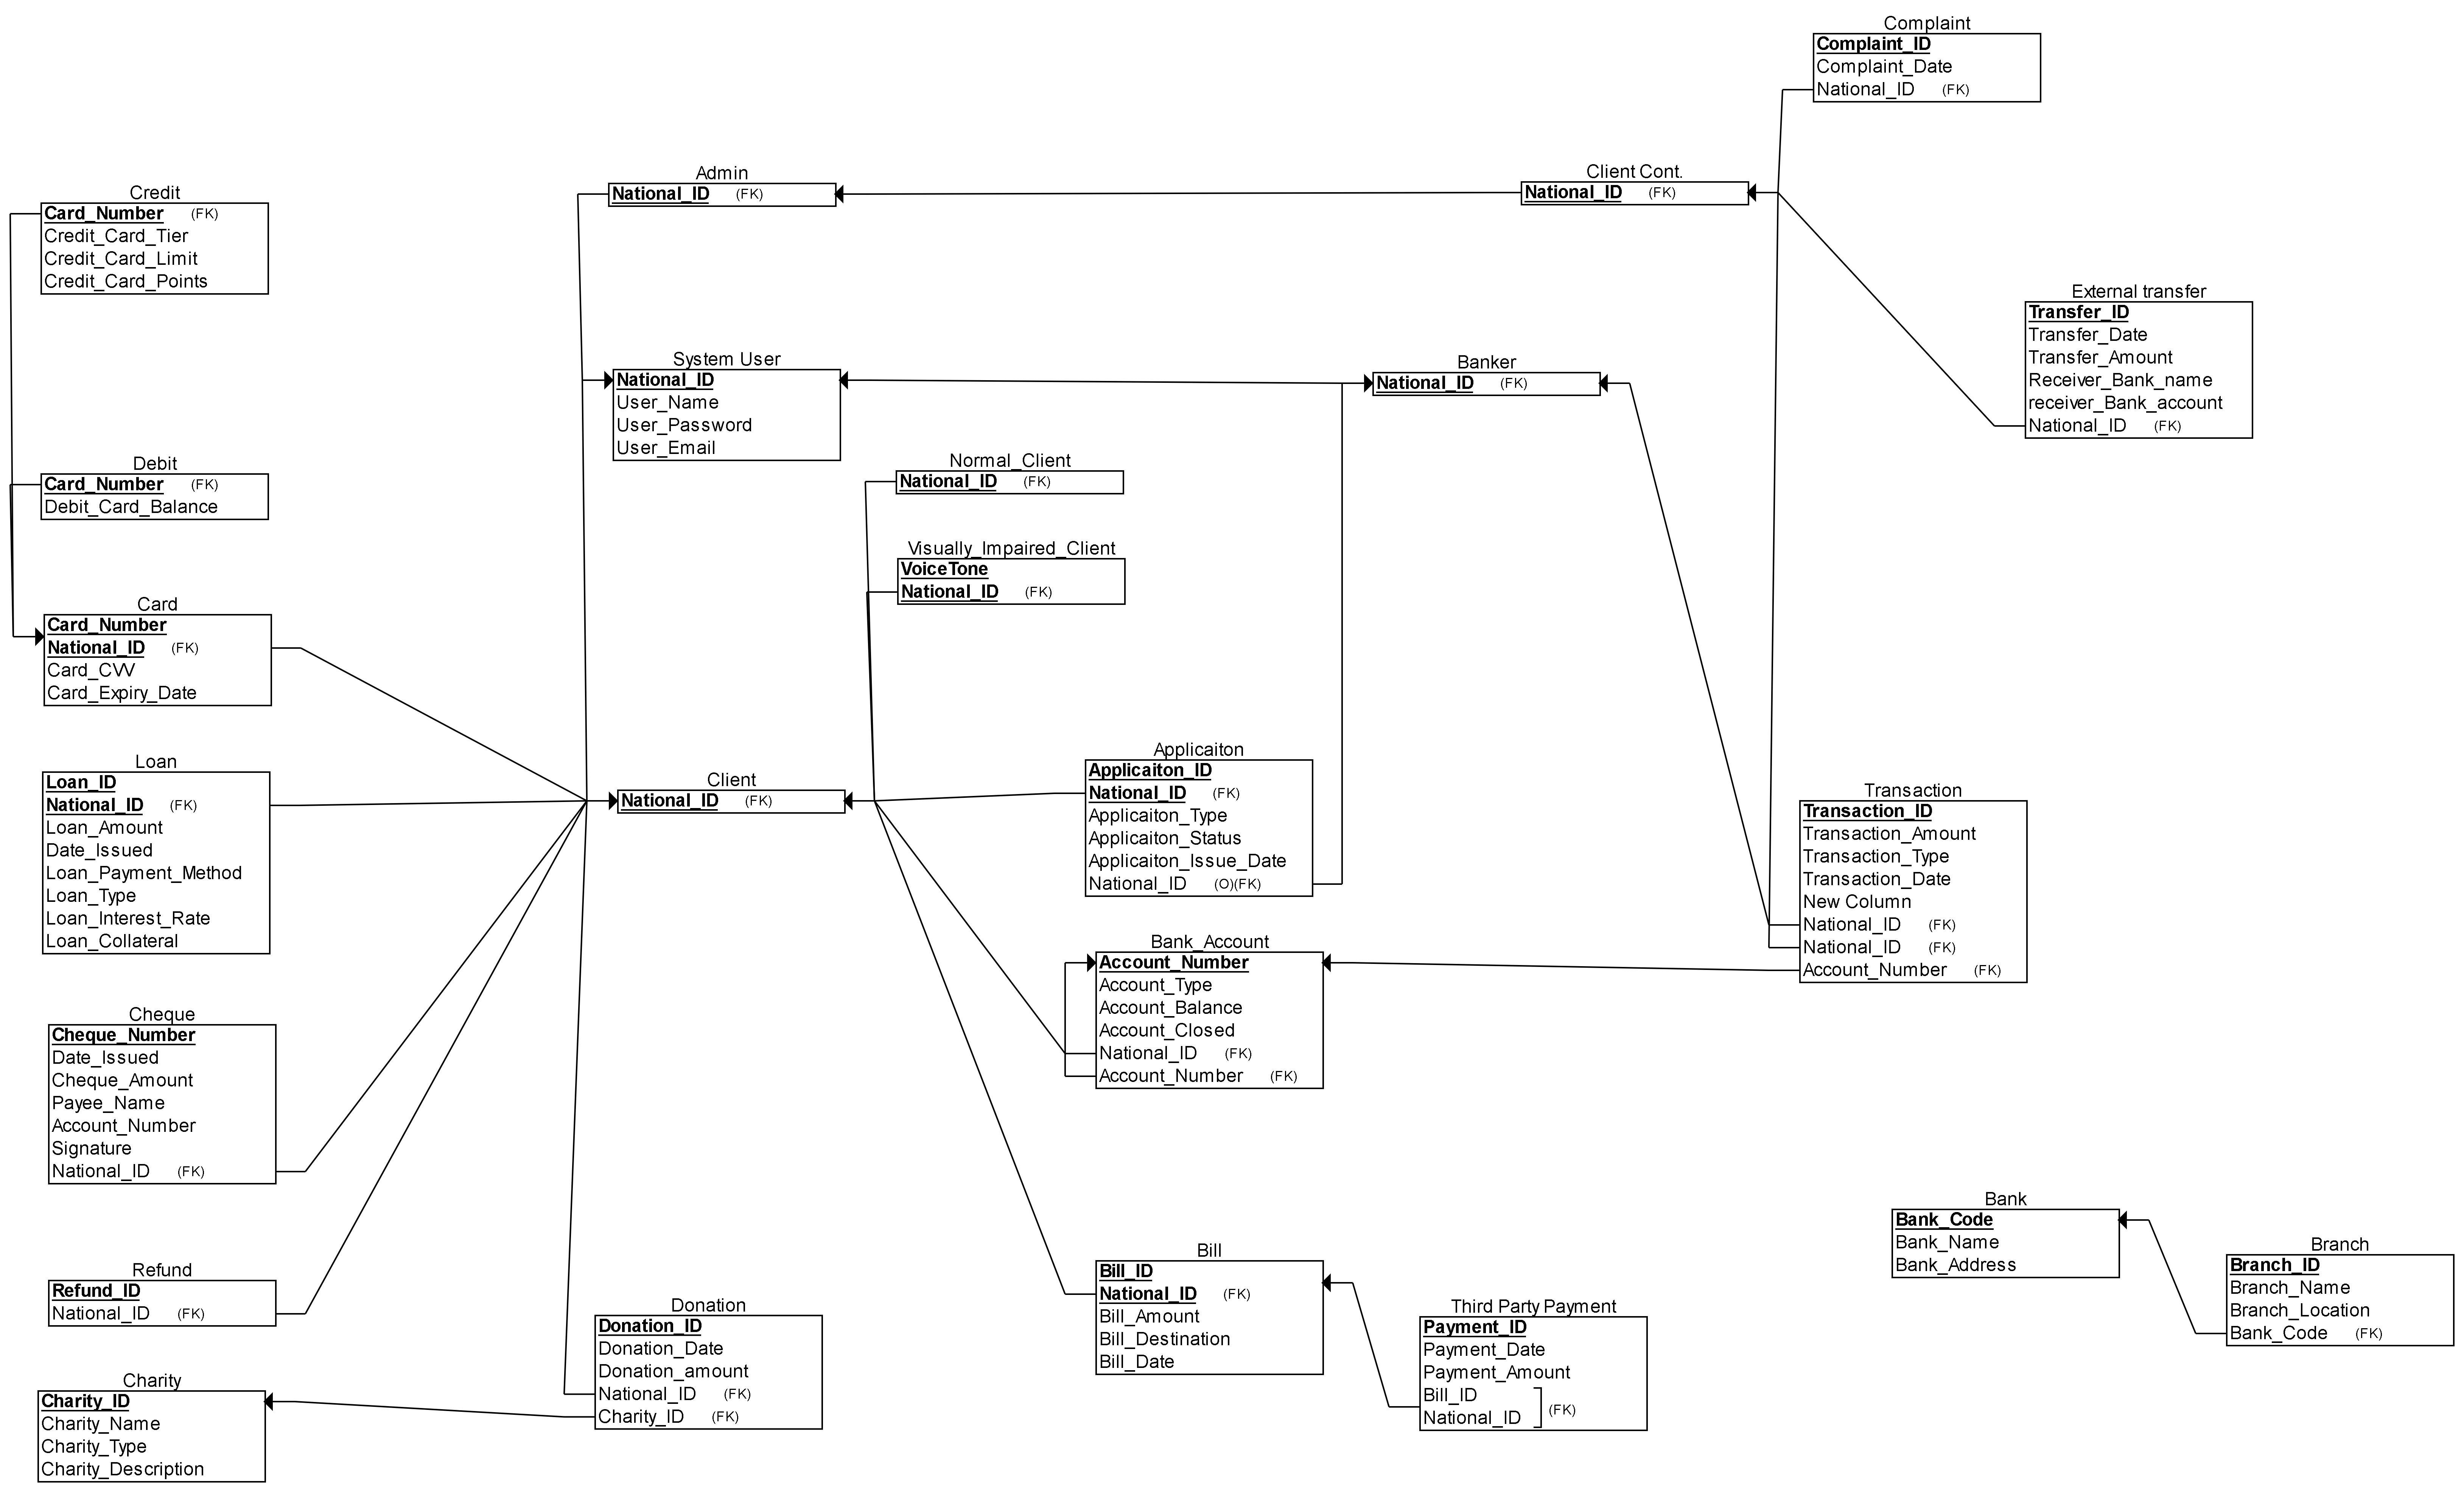 Complaint
Complaint_ID
Complaint_Date
National_ID (FK)
Admin
National_ID (FK)
Client Cont.
National_ID (FK)
Credit
Card_Number (FK)
Credit_Card_Tier
Credit_Card_Limit
Credit_Card_Points
External transfer
Transfer_ID
Transfer_Date
Transfer_Amount
Receiver_Bank_name
receiver_Bank_account
National_ID (FK)
System User
National_ID
User_Name
User_Password
User_Email
Banker
National_ID (FK)
Debit
Card_Number (FK)
Debit_Card_Balance
Normal_Client
National_ID (FK)
Visually_Impaired_Client
VoiceTone
National_ID (FK)
Card
Card_Number
National_ID (FK)
Card_CVV
Card_Expiry_Date
Loan
Loan_ID
National_ID (FK)
Loan_Amount
Date_Issued
Loan_Payment_Method
Loan_Type
Loan_Interest_Rate
Loan_Collateral
Client
National_ID (FK)
Applicaiton
Applicaiton_ID
National_ID (FK)
Applicaiton_Type
Applicaiton_Status
Applicaiton_Issue_Date
National_ID (O)(FK)
Transaction
Transaction_ID
Transaction_Amount
Transaction_Type
Transaction_Date
New Column
National_ID (FK)
National_ID (FK)
Account_Number (FK)
Bank_Account
Account_Number
Account_Type
Account_Balance
Account_Closed
National_ID (FK)
Account_Number (FK)
Cheque
Cheque_Number
Date_Issued
Cheque_Amount
Payee_Name
Account_Number
Signature
National_ID (FK)
Bank
Bank_Code
Bank_Name
Bank_Address
Branch
Branch_ID
Branch_Name
Branch_Location
Bank_Code (FK)
Refund
Refund_ID
National_ID (FK)
Bill
Bill_ID
National_ID (FK)
Bill_Amount
Bill_Destination
Bill_Date
Donation
Donation_ID
Donation_Date
Donation_amount
National_ID (FK)
Charity_ID (FK)
Third Party Payment
Payment_ID
Payment_Date
Payment_Amount
Bill_ID
National_ID (FK)
Charity
Charity_ID
Charity_Name
Charity_Type
Charity_Description